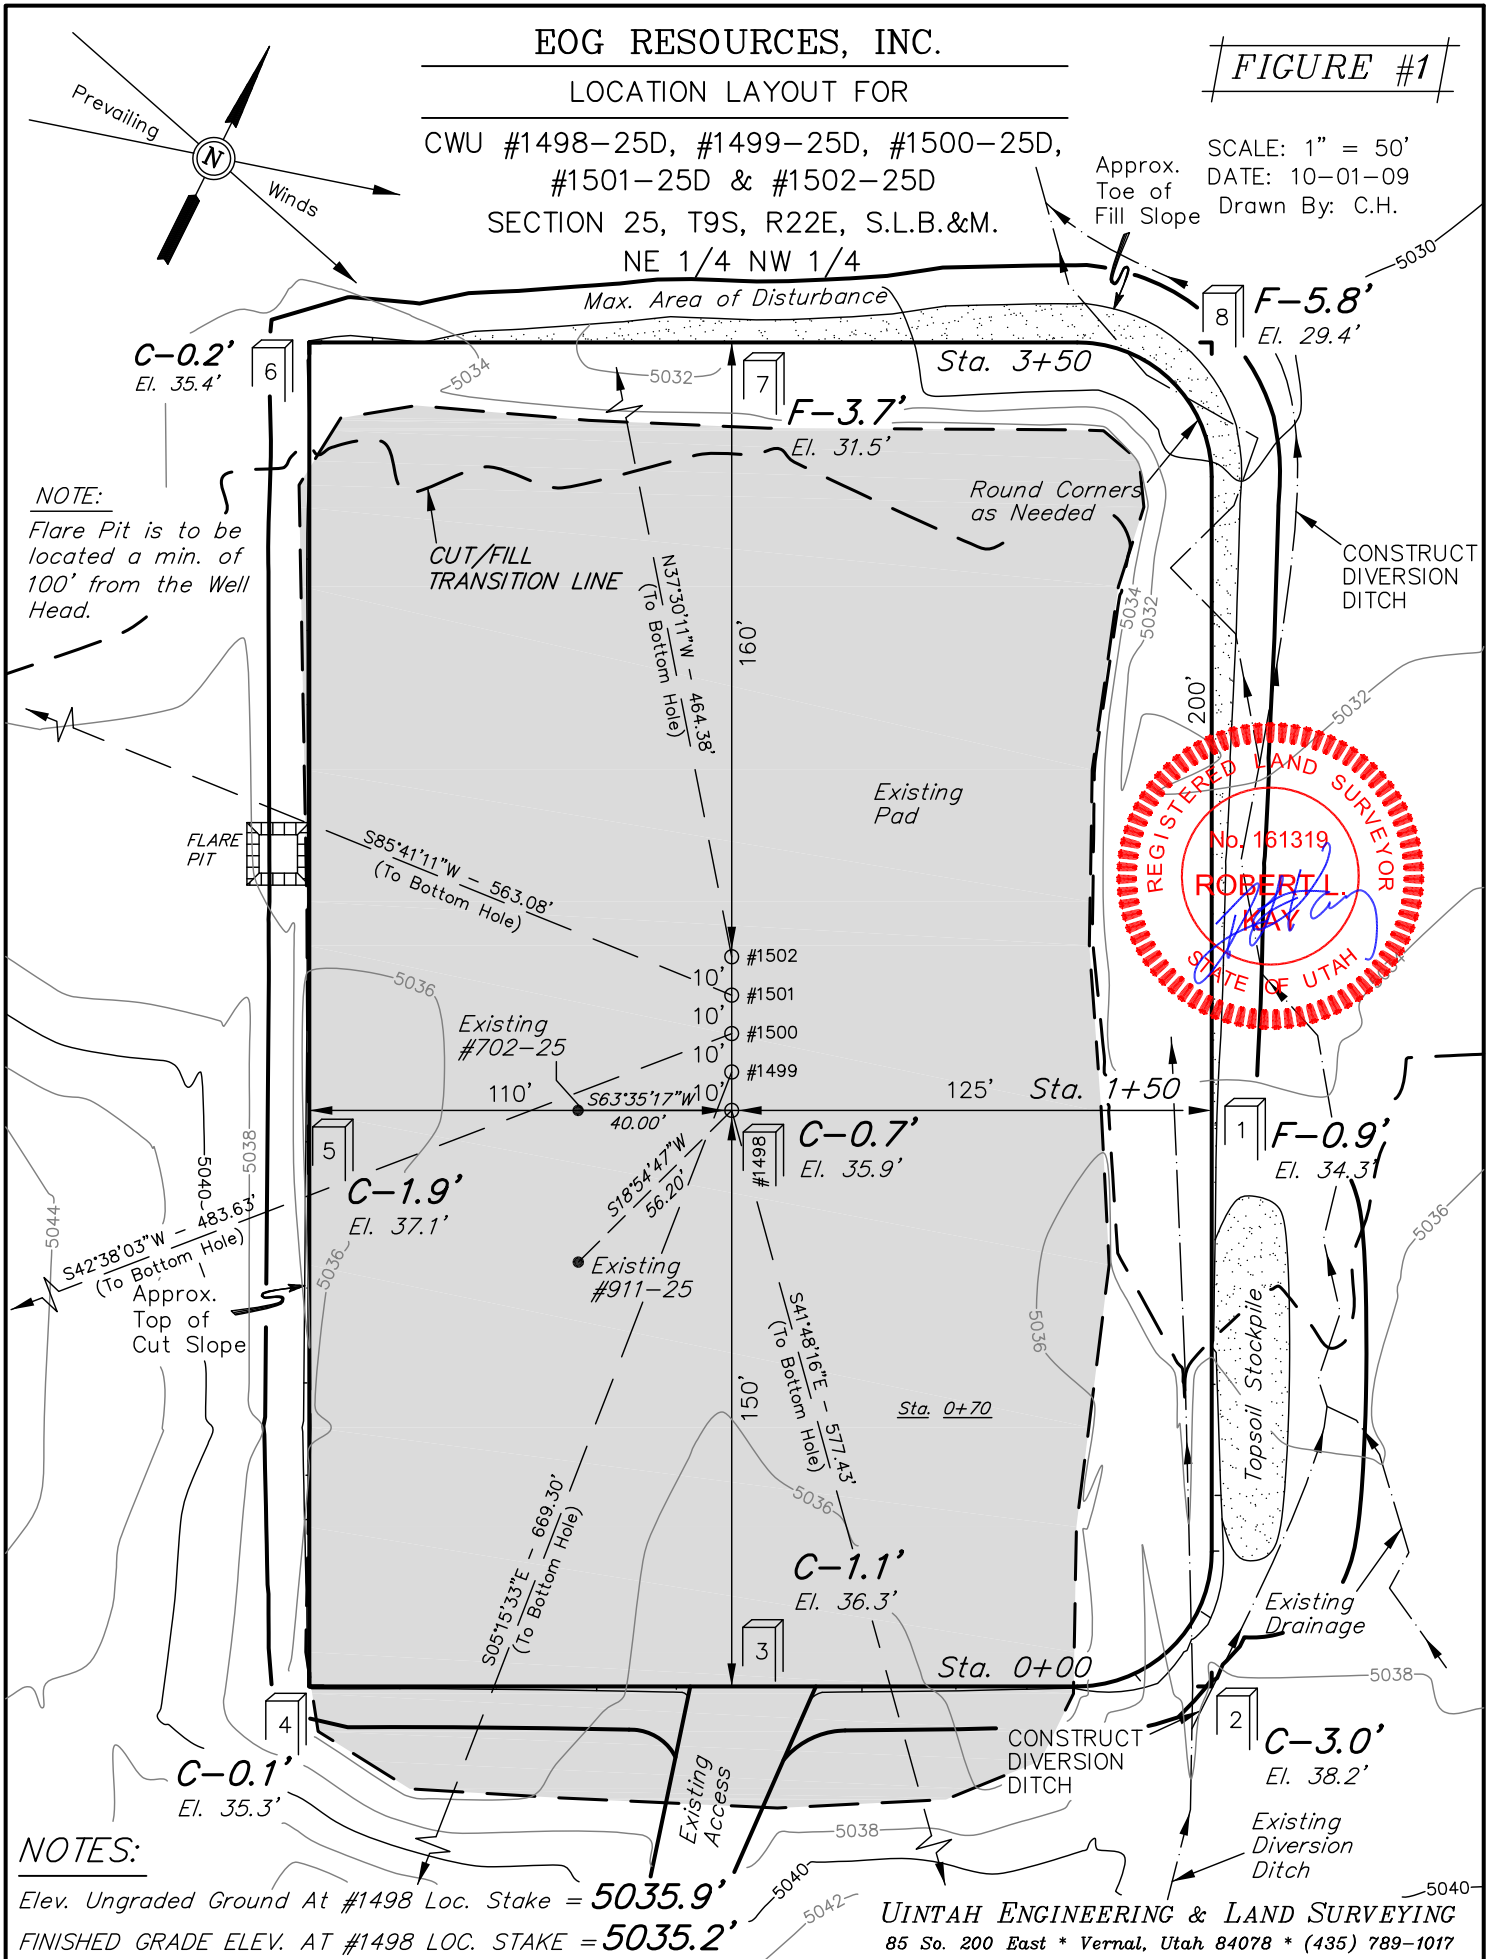 EOG RESOURCES, INC.
LOCATION LAYOUT FOR
CWU #1498-25D, #1499-25D, #1500-25D,
#1501-25D & #1502-25D
SECTION 25, T9S, R22E, S.L.B.&M.
NE 1/4 NW 1/4
FIGURE #1
SCALE: 1" = 50'
DATE: 10-01-09
Drawn By: C.H.
Prevailing
N
Winds
Approx.
Toe of
Fill Slope
5030
Max. Area of Disturbance
C-0.2'
El. 35.4'
6
5034
5032
7
F-3.7'
El. 31.5'
Sta. 3+50
8
F-5.8'
El. 29.4'
NOTE:
Flare Pit is to be
located a min. of
100' from the Well
Head.
CUT/FILL
TRANSITION LINE
Round Corners
as Needed
CONSTRUCT
DIVERSION
DITCH
5034
5032
N37°30'11"W - 464.38'
(To Bottom Hole)
160'
200'
5032
Existing
Pad
FLARE
PIT
S85°41'11"W - 563.08'
(To Bottom Hole)
REGISTERED LAND SURVEYOR
No. 161319
ROBERT L.
KAY
STATE OF UTAH
5034
#1502
10'
#1501
10'
#1500
10'
#1499
10'
5036
Existing
#702-25
110'
S63°35'17"W
40.00'
125'
Sta. 1+50
#1498
C-0.7'
El. 35.9'
1
F-0.9'
El. 34.3'
5
C-1.9'
El. 37.1'
5038
5040
5044
S42°38'03"W - 483.63'
(To Bottom Hole)
S18°54'47"W
56.20'
Existing
#911-25
5036
Approx.
Top of
Cut Slope
5036
5036
S41°48'16"E - 577.43'
(To Bottom Hole)
150'
Sta. 0+70
Topsoil Stockpile
5036
S05°15'33"E - 669.30'
(To Bottom Hole)
C-1.1'
El. 36.3'
3
Sta. 0+00
Existing
Drainage
5038
4
C-0.1'
El. 35.3'
Existing
Access
CONSTRUCT
DIVERSION
DITCH
2
C-3.0'
El. 38.2'
5038
Existing
Diversion
Ditch
5040
5042
5040
NOTES:
Elev. Ungraded Ground At #1498 Loc. Stake = 5035.9'
FINISHED GRADE ELEV. AT #1498 LOC. STAKE = 5035.2'
UINTAH ENGINEERING & LAND SURVEYING
85 So. 200 East * Vernal, Utah 84078 * (435) 789-1017